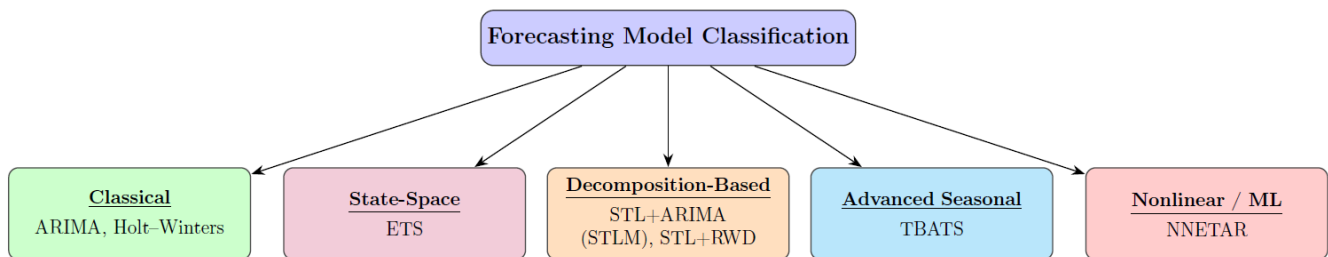 Forecasting Model Classification
Classical
ARIMA, Holt–Winters
State-Space
ETS
Decomposition-Based
STL+ARIMA
(STLM), STL+RWD
Advanced Seasonal
TBATS
Nonlinear / ML
NNETAR